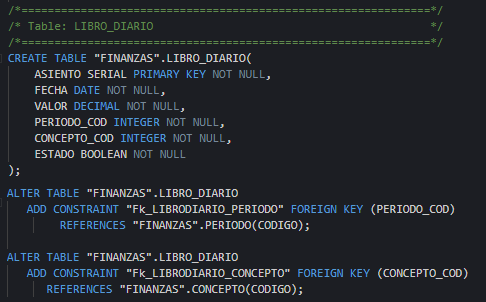 /*==============================================================*/
/* Table: LIBRO_DIARIO                                          */
/*==============================================================*/
CREATE TABLE "FINANZAS".LIBRO_DIARIO(
    ASIENTO SERIAL PRIMARY KEY NOT NULL,
    FECHA DATE NOT NULL,
    VALOR DECIMAL NOT NULL,
    PERIODO_COD INTEGER NOT NULL,
    CONCEPTO_COD INTEGER NOT NULL,
    ESTADO BOOLEAN NOT NULL
);
ALTER TABLE "FINANZAS".LIBRO_DIARIO
   ADD CONSTRAINT "Fk_LIBRODIARIO_PERIODO" FOREIGN KEY (PERIODO_COD)
        REFERENCES "FINANZAS".PERIODO(CODIGO);
ALTER TABLE "FINANZAS".LIBRO_DIARIO
   ADD CONSTRAINT "Fk_LIBRODIARIO_CONCEPTO" FOREIGN KEY (CONCEPTO_COD)
      REFERENCES "FINANZAS".CONCEPTO(CODIGO);